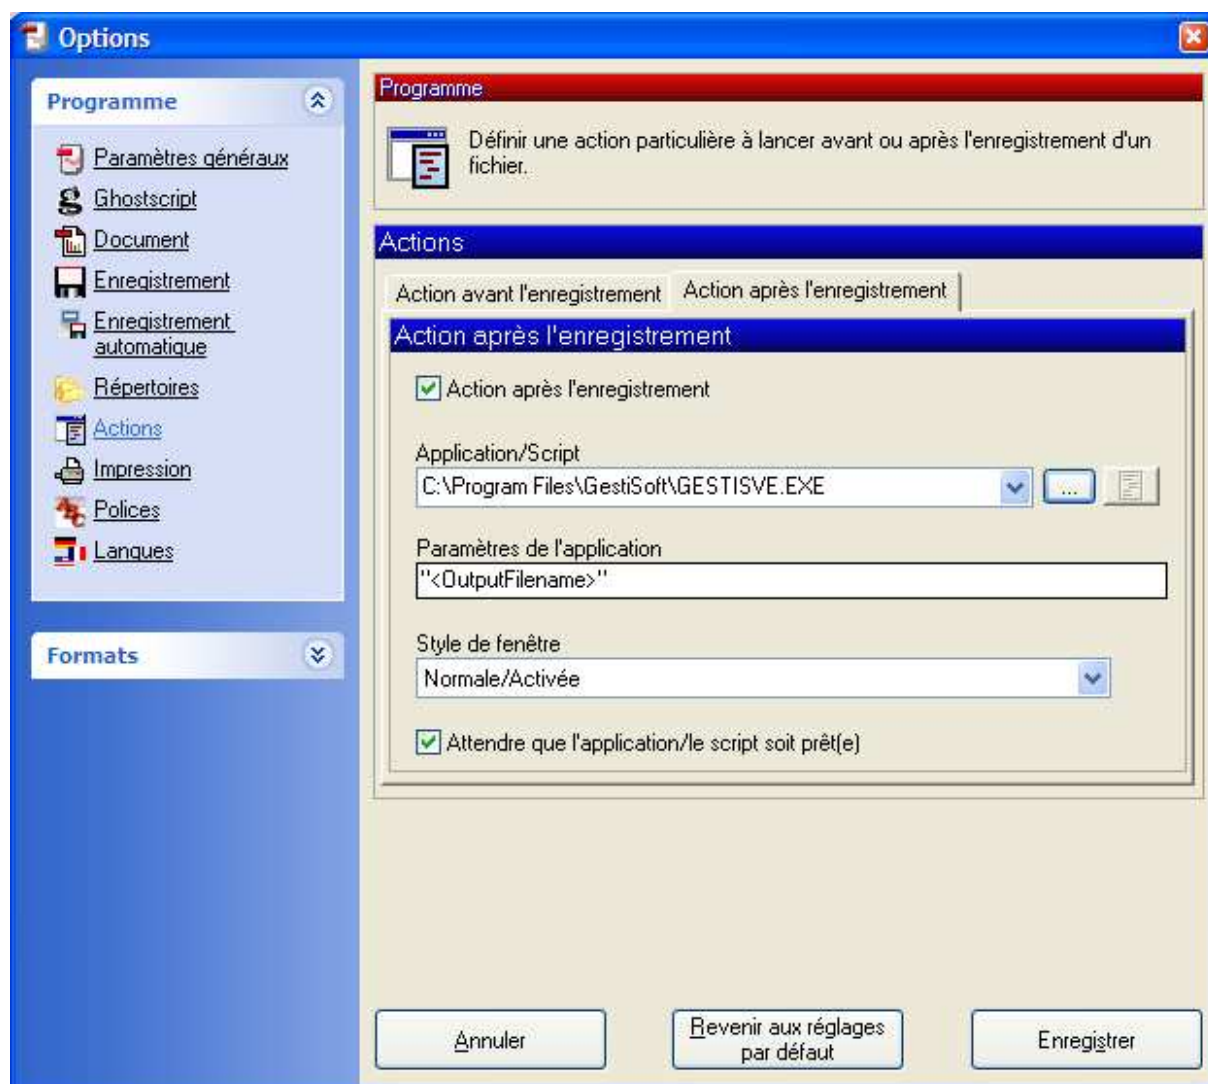 Options
Programme
Paramètres généraux
Ghostscript
Document
Enregistrement
Enregistrement
automatique
Répertoires
Actions
Impression
Polices
Langues
Formats
Programme
Définir une action particulière à lancer avant ou après l'enregistrement d'un
fichier.
Actions
Action avant l'enregistrement
Action après l'enregistrement
Action après l'enregistrement
Action après l'enregistrement
Application/Script
C:\Program Files\GestiSoft\GESTISVE.EXE
...
Paramètres de l'application
"<OutputFilename>"
Style de fenêtre
Normale/Activée
Attendre que l'application/le script soit prêt(e)
Annuler
Revenir aux réglages
par défaut
Enregistrer